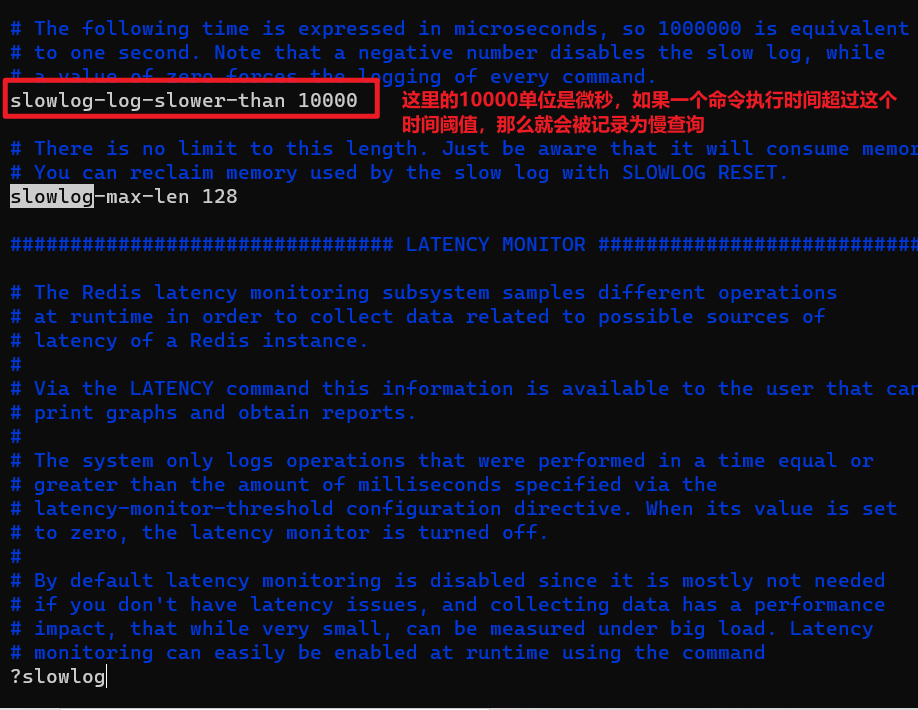 # The following time is expressed in microseconds, so 1000000 is equivalent
# to one second. Note that a negative number disables the slow log, while
# a value of zero forces the logging of every command.
slowlog-log-slower-than 10000
这里的10000单位是微秒，如果一个命令执行时间超过这个
时间阈值，那么就会被记录为慢查询
# There is no limit to this length. Just be aware that it will consume memor
# You can reclaim memory used by the slow log with SLOWLOG RESET.
slowlog-max-len 128
################################ LATENCY MONITOR ###########################
# The Redis latency monitoring subsystem samples different operations
# at runtime in order to collect data related to possible sources of
# latency of a Redis instance.
#
# Via the LATENCY command this information is available to the user that can
# print graphs and obtain reports.
#
# The system only logs operations that were performed in a time equal or
# greater than the amount of milliseconds specified via the
# latency-monitor-threshold configuration directive. When its value is set
# to zero, the latency monitor is turned off.
#
# By default latency monitoring is disabled since it is mostly not needed
# if you don't have latency issues, and collecting data has a performance
# impact, that while very small, can be measured under big load. Latency
# monitoring can easily be enabled at runtime using the command
?slowlog